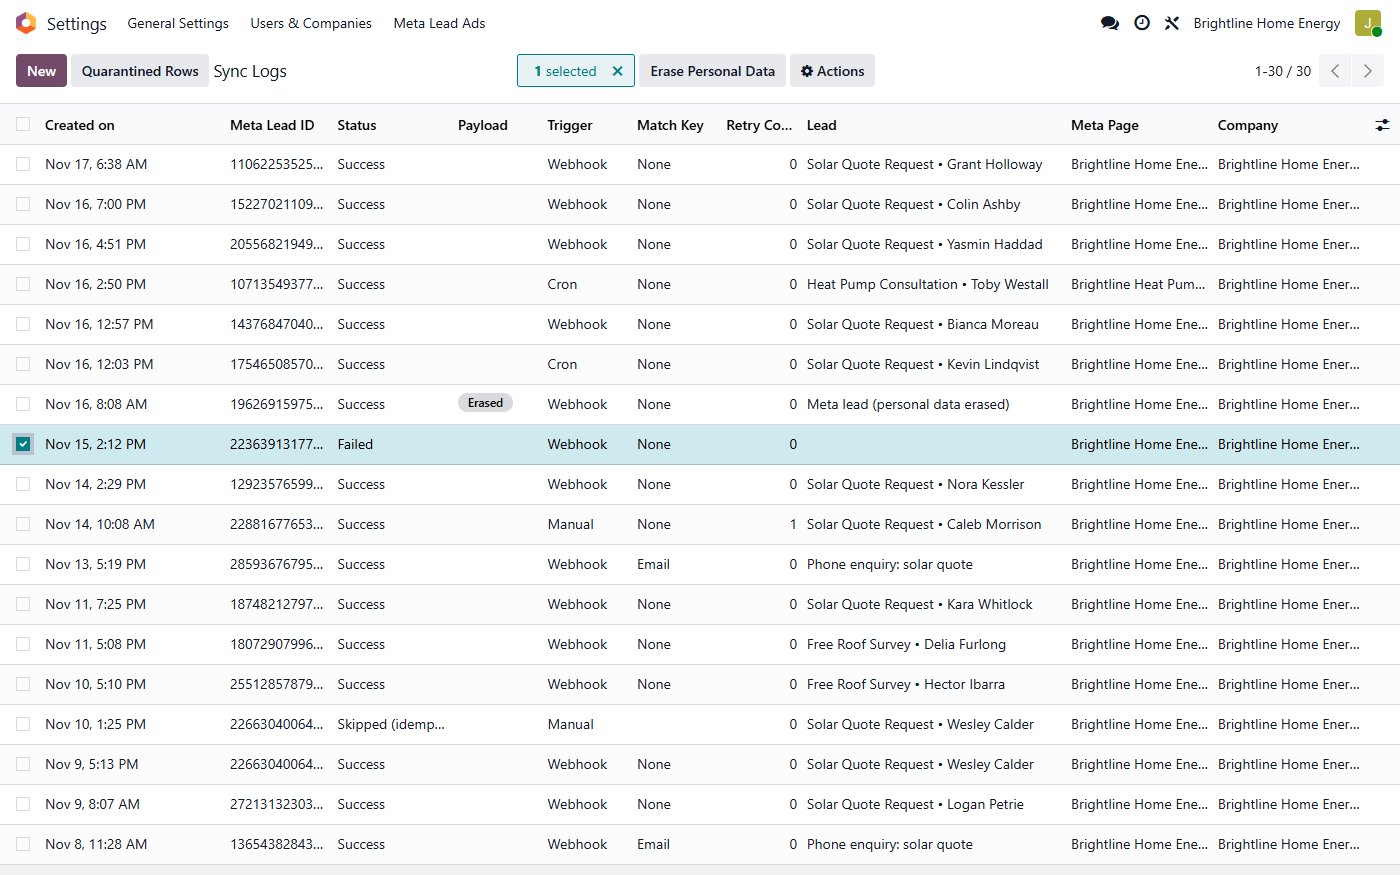 Settings General Settings Users & Companies Meta Lead Ads Brightline Home Energy J
New Quarantined Rows Sync Logs 1 selected Erase Personal Data Actions 1-30 / 30
Created on Meta Lead ID Status Payload Trigger Match Key Retry Co... Lead Meta Page Company
Nov 17, 6:38 AM 11062253525... Success Webhook None 0 Solar Quote Request • Grant Holloway Brightline Home Ene... Brightline Home Ener...
Nov 16, 7:00 PM 15227021109... Success Webhook None 0 Solar Quote Request • Colin Ashby Brightline Home Ene... Brightline Home Ener...
Nov 16, 4:51 PM 20556821949... Success Webhook None 0 Solar Quote Request • Yasmin Haddad Brightline Home Ene... Brightline Home Ener...
Nov 16, 2:50 PM 10713549377... Success Cron None 0 Heat Pump Consultation • Toby Westall Brightline Heat Pum... Brightline Home Ener...
Nov 16, 12:57 PM 14376847040... Success Webhook None 0 Solar Quote Request • Bianca Moreau Brightline Home Ene... Brightline Home Ener...
Nov 16, 12:03 PM 17546508570... Success Cron None 0 Solar Quote Request • Kevin Lindqvist Brightline Home Ene... Brightline Home Ener...
Nov 16, 8:08 AM 19626915975... Success Erased Webhook None 0 Meta lead (personal data erased) Brightline Home Ene... Brightline Home Ener...
Nov 15, 2:12 PM 22363913177... Failed Webhook None 0 Brightline Home Ene... Brightline Home Ener...
Nov 14, 2:29 PM 12923576599... Success Webhook None 0 Solar Quote Request • Nora Kessler Brightline Home Ene... Brightline Home Ener...
Nov 14, 10:08 AM 22881677653... Success Manual None 1 Solar Quote Request • Caleb Morrison Brightline Home Ene... Brightline Home Ener...
Nov 13, 5:19 PM 28593676795... Success Webhook Email 0 Phone enquiry: solar quote Brightline Home Ene... Brightline Home Ener...
Nov 11, 7:25 PM 18748212797... Success Webhook None 0 Solar Quote Request • Kara Whitlock Brightline Home Ene... Brightline Home Ener...
Nov 11, 5:08 PM 18072907996... Success Webhook None 0 Free Roof Survey • Delia Furlong Brightline Home Ene... Brightline Home Ener...
Nov 10, 5:10 PM 25512857879... Success Webhook None 0 Free Roof Survey • Hector Ibarra Brightline Home Ene... Brightline Home Ener...
Nov 10, 1:25 PM 22663040064... Skipped (idemp... Manual 0 Solar Quote Request • Wesley Calder Brightline Home Ene... Brightline Home Ener...
Nov 9, 5:13 PM 22663040064... Success Webhook None 0 Solar Quote Request • Wesley Calder Brightline Home Ene... Brightline Home Ener...
Nov 9, 8:07 AM 27213132303... Success Webhook None 0 Solar Quote Request • Logan Petrie Brightline Home Ene... Brightline Home Ener...
Nov 8, 11:28 AM 13654382843... Success Webhook Email 0 Phone enquiry: solar quote Brightline Home Ene... Brightline Home Ener...